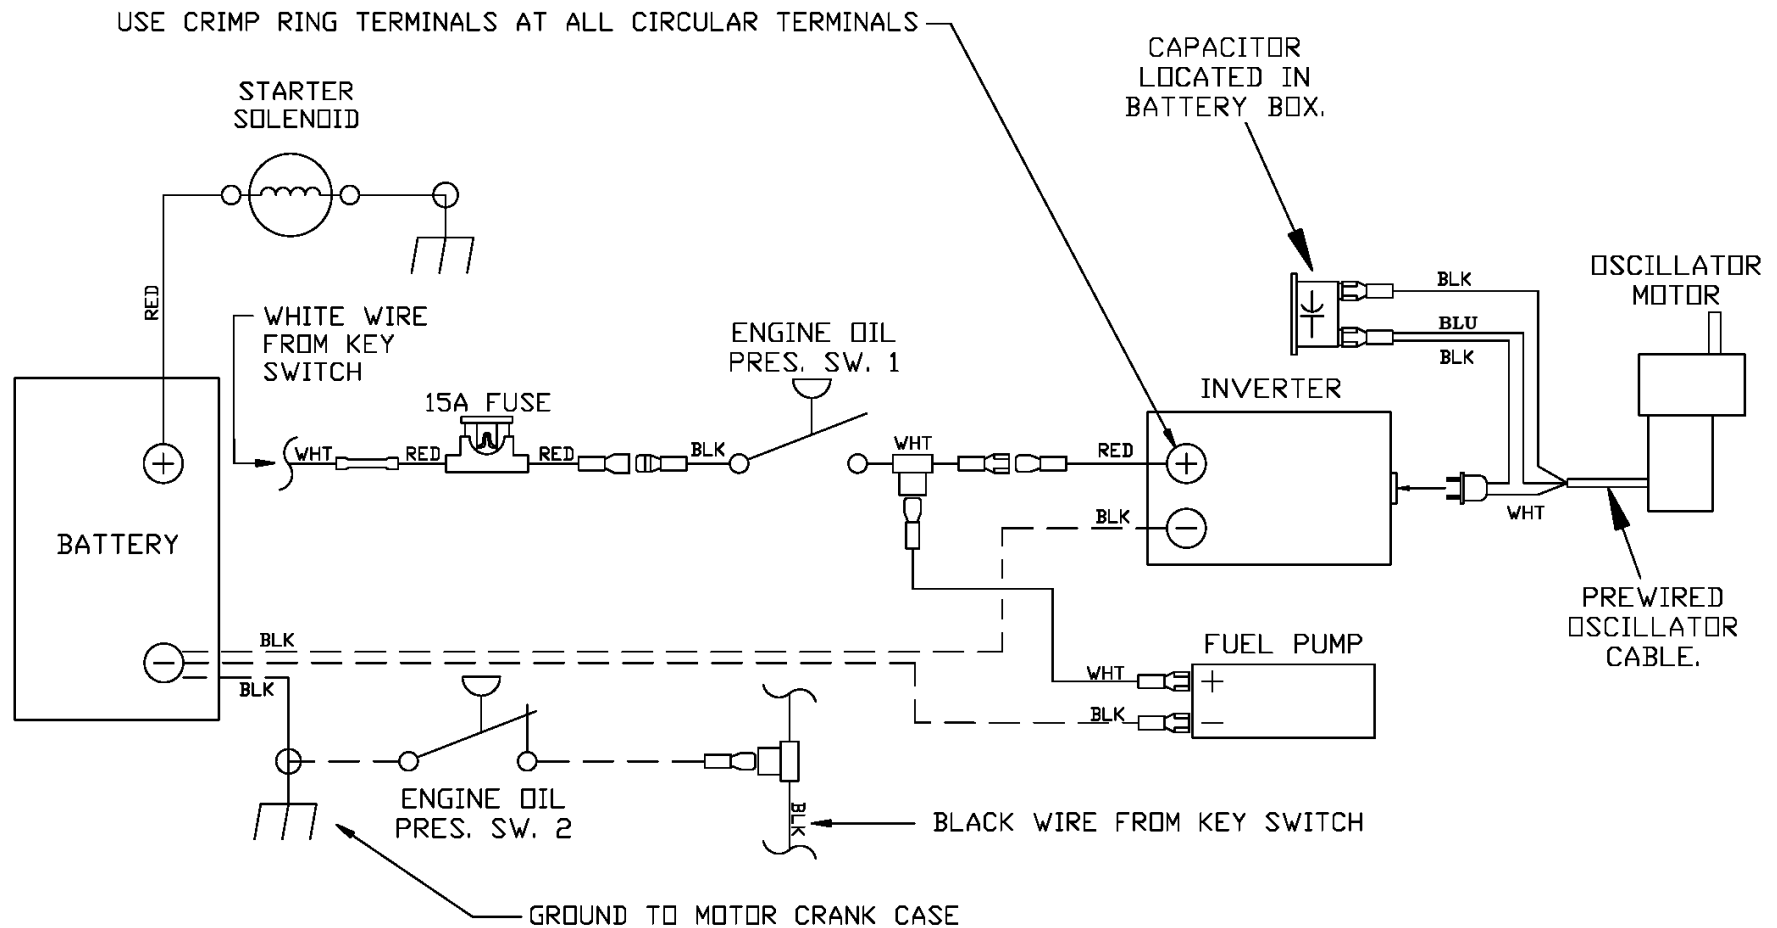 USE CRIMP RING TERMINALS AT ALL CIRCULAR TERMINALS
CAPACITOR
LOCATED IN
BATTERY BOX.
STARTER
SOLENOID
RED
WHITE WIRE
FROM KEY
SWITCH
15A FUSE
ENGINE OIL
PRES. SW. 1
INVERTER
BLK
BLU
BLK
OSCILLATOR
MOTOR
WHT
RED
RED
BLK
WHT
RED
+
+
BLK
−
WHT
BATTERY
PREWIRED
OSCILLATOR
CABLE.
FUEL PUMP
BLK
−
BLK
WHT
+
BLK
−
ENGINE OIL
PRES. SW. 2
BLK
BLACK WIRE FROM KEY SWITCH
GROUND TO MOTOR CRANK CASE